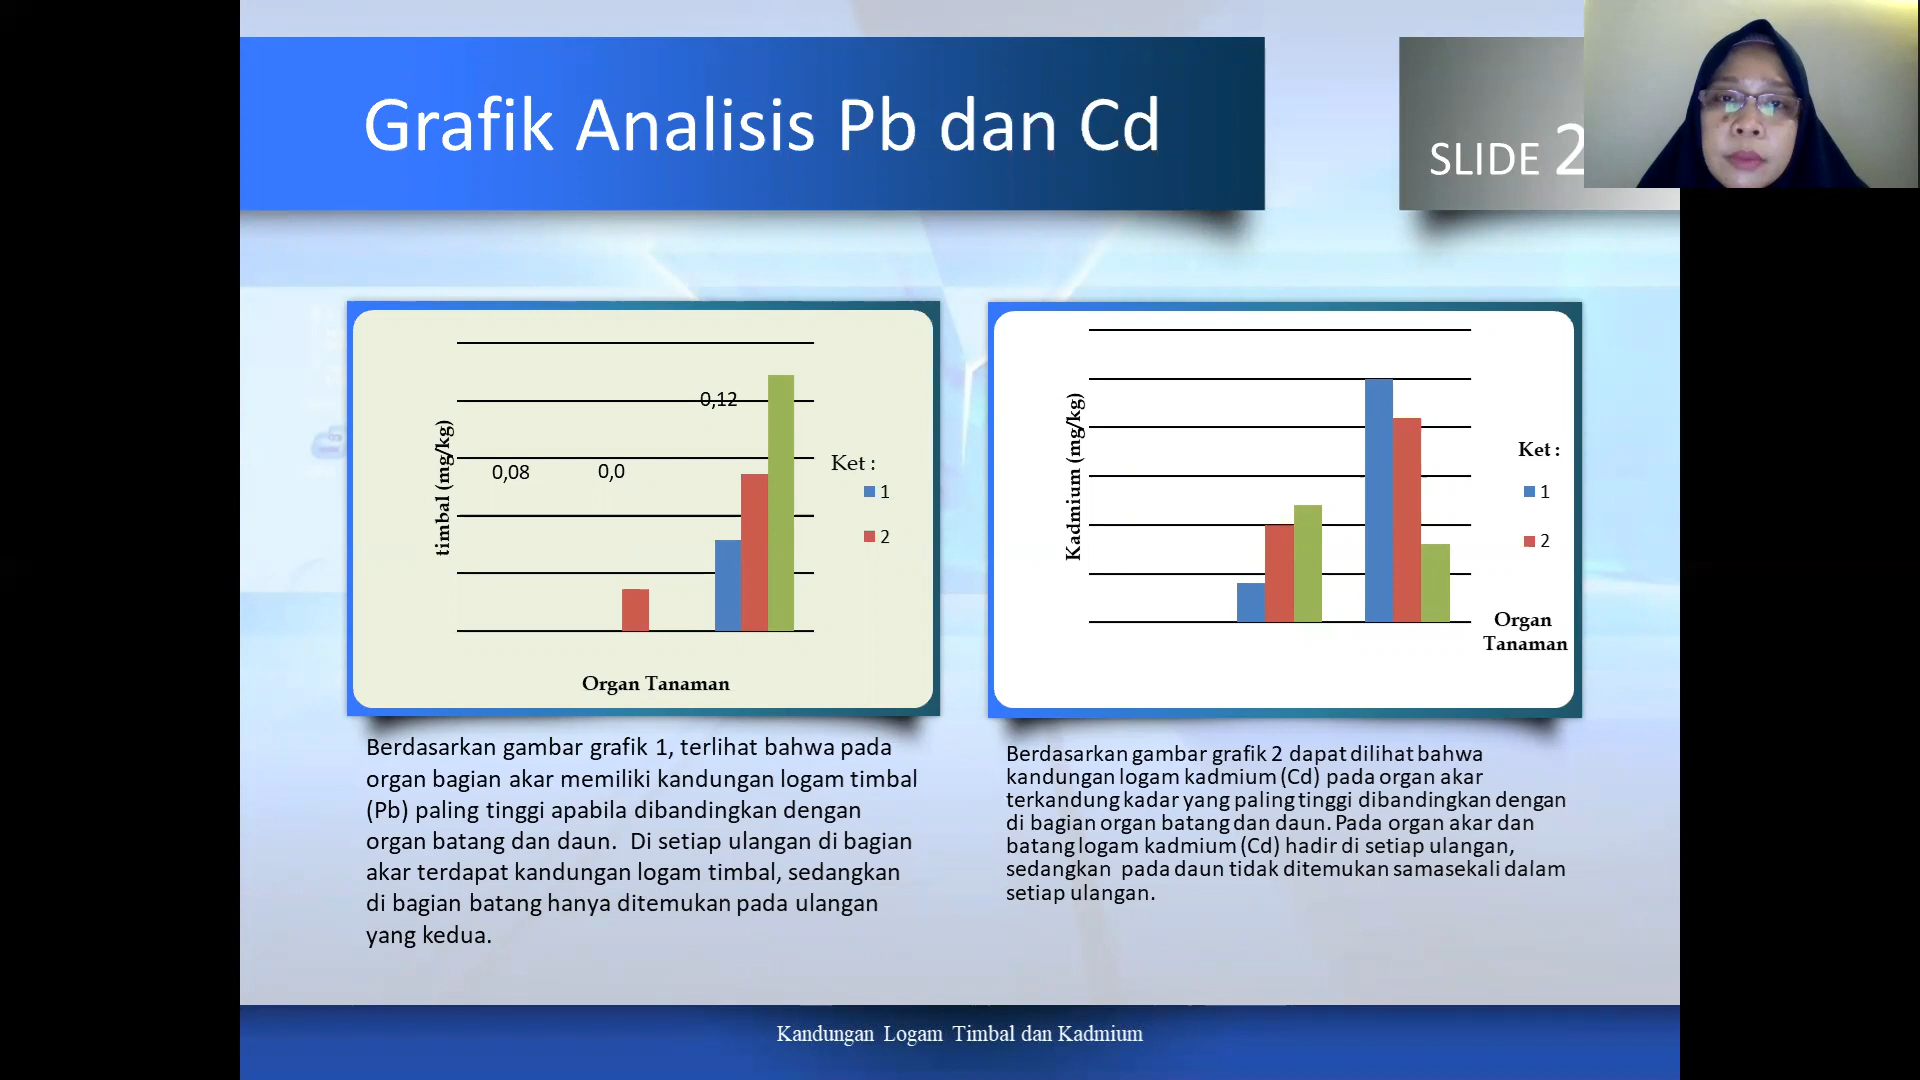 Grafik Analisis Pb dan Cd
SLIDE 2
timbal (mg/kg)
0,12
0,08
0,0
Ket :
1
2
Organ Tanaman
Kadmium (mg/kg)
Ket :
1
2
Organ
Tanaman
Berdasarkan gambar grafik 1, terlihat bahwa pada
organ bagian akar memiliki kandungan logam timbal
(Pb) paling tinggi apabila dibandingkan dengan
organ batang dan daun. Di setiap ulangan di bagian
akar terdapat kandungan logam timbal, sedangkan
di bagian batang hanya ditemukan pada ulangan
yang kedua.
Berdasarkan gambar grafik 2 dapat dilihat bahwa
kandungan logam kadmium (Cd) pada organ akar
terkandung kadar yang paling tinggi dibandingkan dengan
di bagian organ batang dan daun. Pada organ akar dan
batang logam kadmium (Cd) hadir di setiap ulangan,
sedangkan pada daun tidak ditemukan samasekali dalam
setiap ulangan.
Kandungan Logam Timbal dan Kadmium